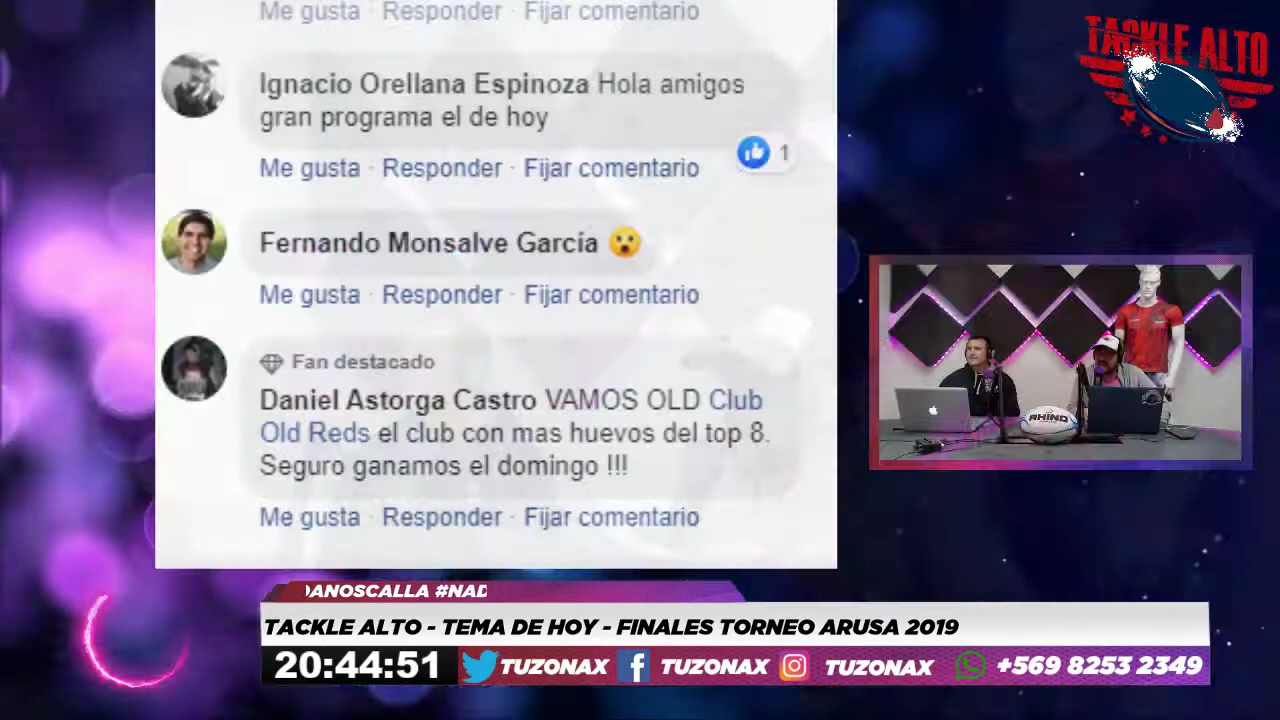 Me gusta · Responder · Fijar comentario
TACKLE ALTO
Ignacio Orellana Espinoza Hola amigos
gran programa el de hoy
1
Me gusta · Responder · Fijar comentario
Fernando Monsalve García 😮
Me gusta · Responder · Fijar comentario
Fan destacado
Daniel Astorga Castro VAMOS OLD Club
Old Reds el club con mas huevos del top 8.
Seguro ganamos el domingo !!!
Me gusta · Responder · Fijar comentario
RHINO
ANOSCALLA #NAD
TACKLE ALTO - TEMA DE HOY - FINALES TORNEO ARUSA 2019
20:44:51 TUZONAX TUZONAX TUZONAX +569 8253 2349